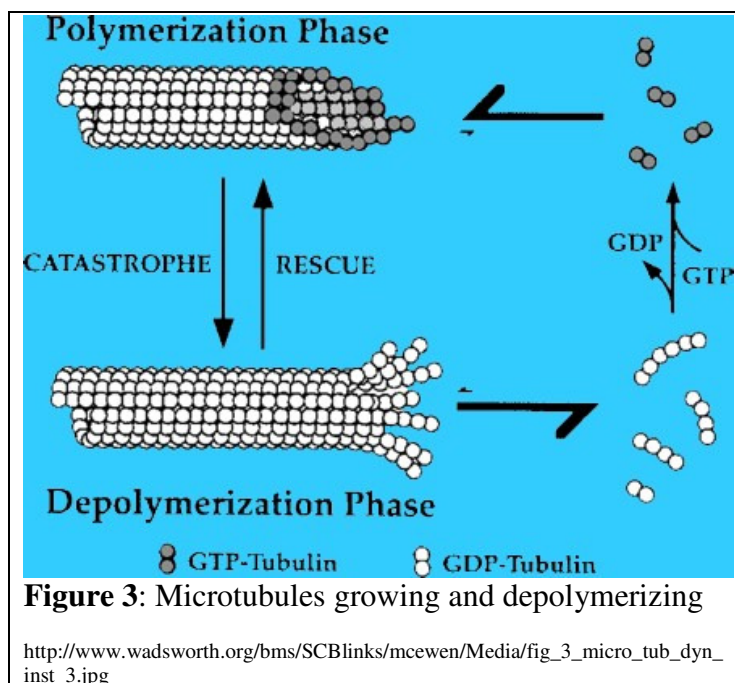 Polymerization Phase
CATASTROPHE
RESCUE
GDP
GTP
Depolymerization Phase
GTP-Tubulin
GDP-Tubulin
Figure 3: Microtubules growing and depolymerizing
http://www.wadsworth.org/bms/SCBlinks/mcewen/Media/fig_3_micro_tub_dyn_
inst_3.jpg